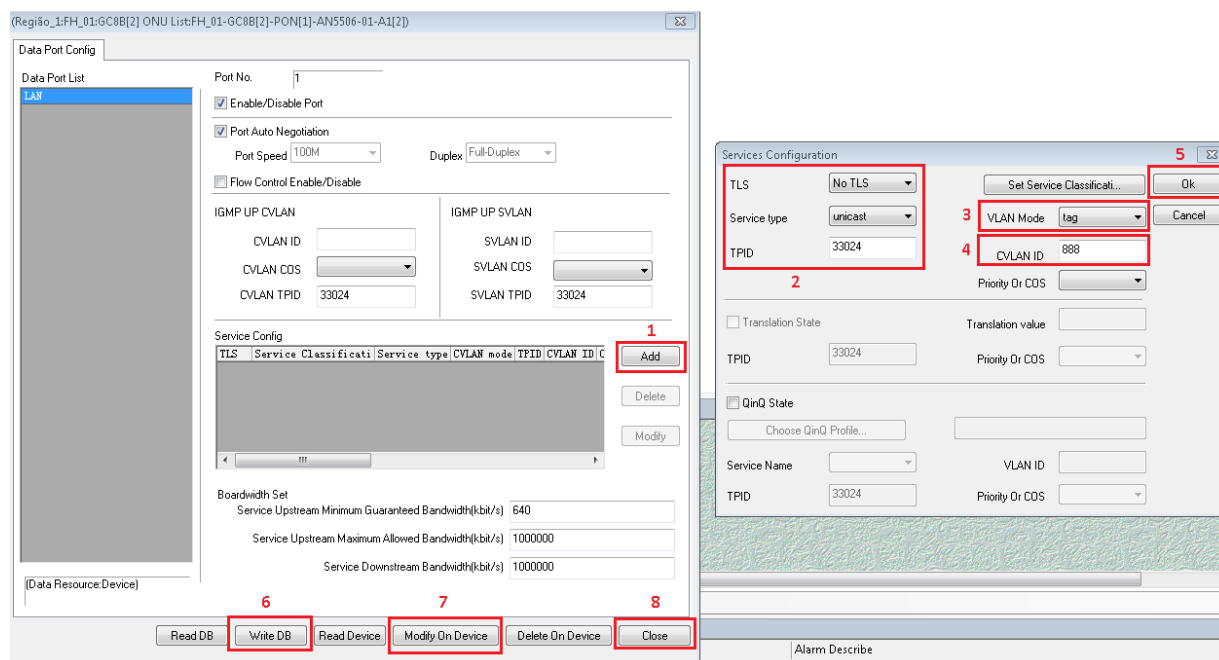 (Região_1:FH_01:GC8B[2] ONU List:FH_01-GC8B[2]-PON[1]-AN5506-01-A1[2])
Data Port Config
Data Port List
LAN
Port No. 1
Enable/Disable Port
Port Auto Negotiation
Port Speed 100M Duplex Full-Duplex
Flow Control Enable/Disable
IGMP UP CVLAN IGMP UP SVLAN
CVLAN ID SVLAN ID
CVLAN COS SVLAN COS
CVLAN TPID 33024 SVLAN TPID 33024
Service Config
1
TLS Service Classificati Service type CVLAN mode TPID CVLAN ID C
Add
Delete
Modify
Boardwidth Set
Service Upstream Minimum Guaranteed Bandwidth(kbit/s) 640
Service Upstream Maximum Allowed Bandwidth(kbit/s) 1000000
Service Downstream Bandwidth(kbit/s) 1000000
(Data Resource:Device)
6 7 8
Read DB Write DB Read Device Modify On Device Delete On Device Close
Services Configuration 5
TLS No TLS Set Service Classificati... Ok
Service type unicast 3 VLAN Mode tag Cancel
TPID 33024 4 CVLAN ID 888
2 Priority Or COS
Translation State Translation value
TPID 33024 Priority Or COS
QinQ State
Choose QinQ Profile...
Service Name VLAN ID
TPID 33024 Priority Or COS
Alarm Describe